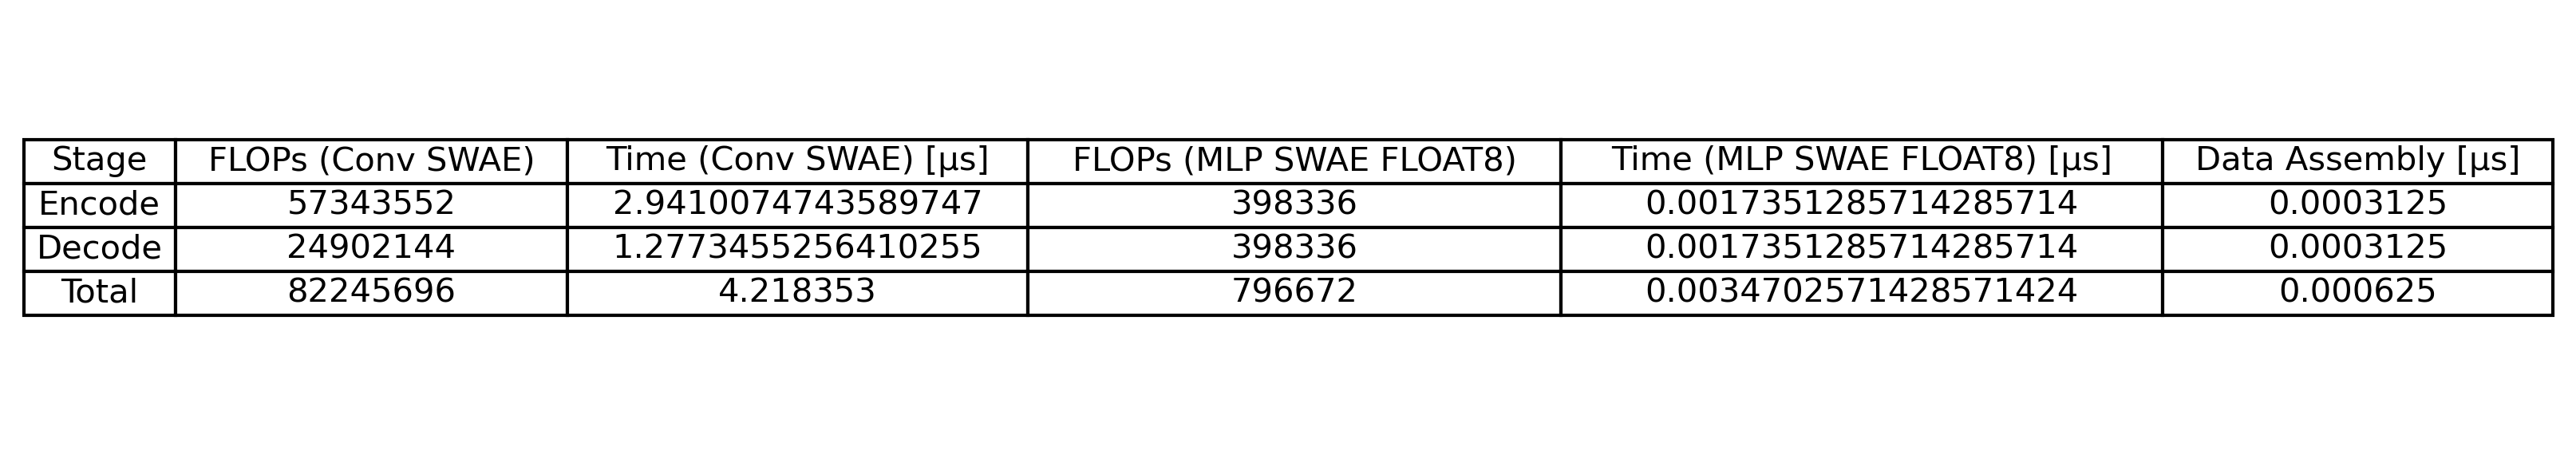 Stage FLOPs (Conv SWAE) Time (Conv SWAE) [μs] FLOPs (MLP SWAE FLOAT8) Time (MLP SWAE FLOAT8) [μs] Data Assembly [μs]
Encode 57343552 2.9410074743589747 398336 0.0017351285714285714 0.0003125
Decode 24902144 1.2773455256410255 398336 0.0017351285714285714 0.0003125
Total 82245696 4.218353 796672 0.0034702571428571424 0.000625